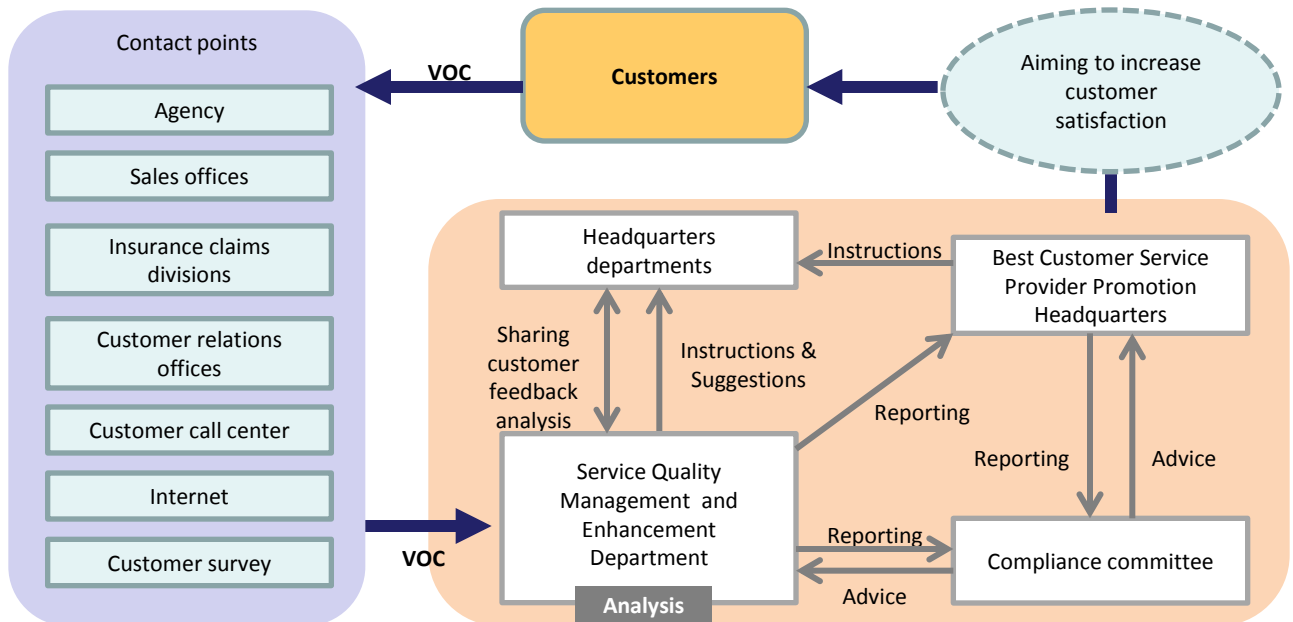 Contact points
Agency
Sales offices
Insurance claims
divisions
Customer relations
offices
Customer call center
Internet
Customer survey
VOC
Customers
Aiming to increase
customer
satisfaction
VOC
Headquarters
departments
Instructions
Best Customer Service
Provider Promotion
Headquarters
Sharing
customer
feedback
analysis
Instructions &
Suggestions
Reporting
Reporting
Advice
Service Quality
Management and
Enhancement
Department
Analysis
Reporting
Advice
Compliance committee